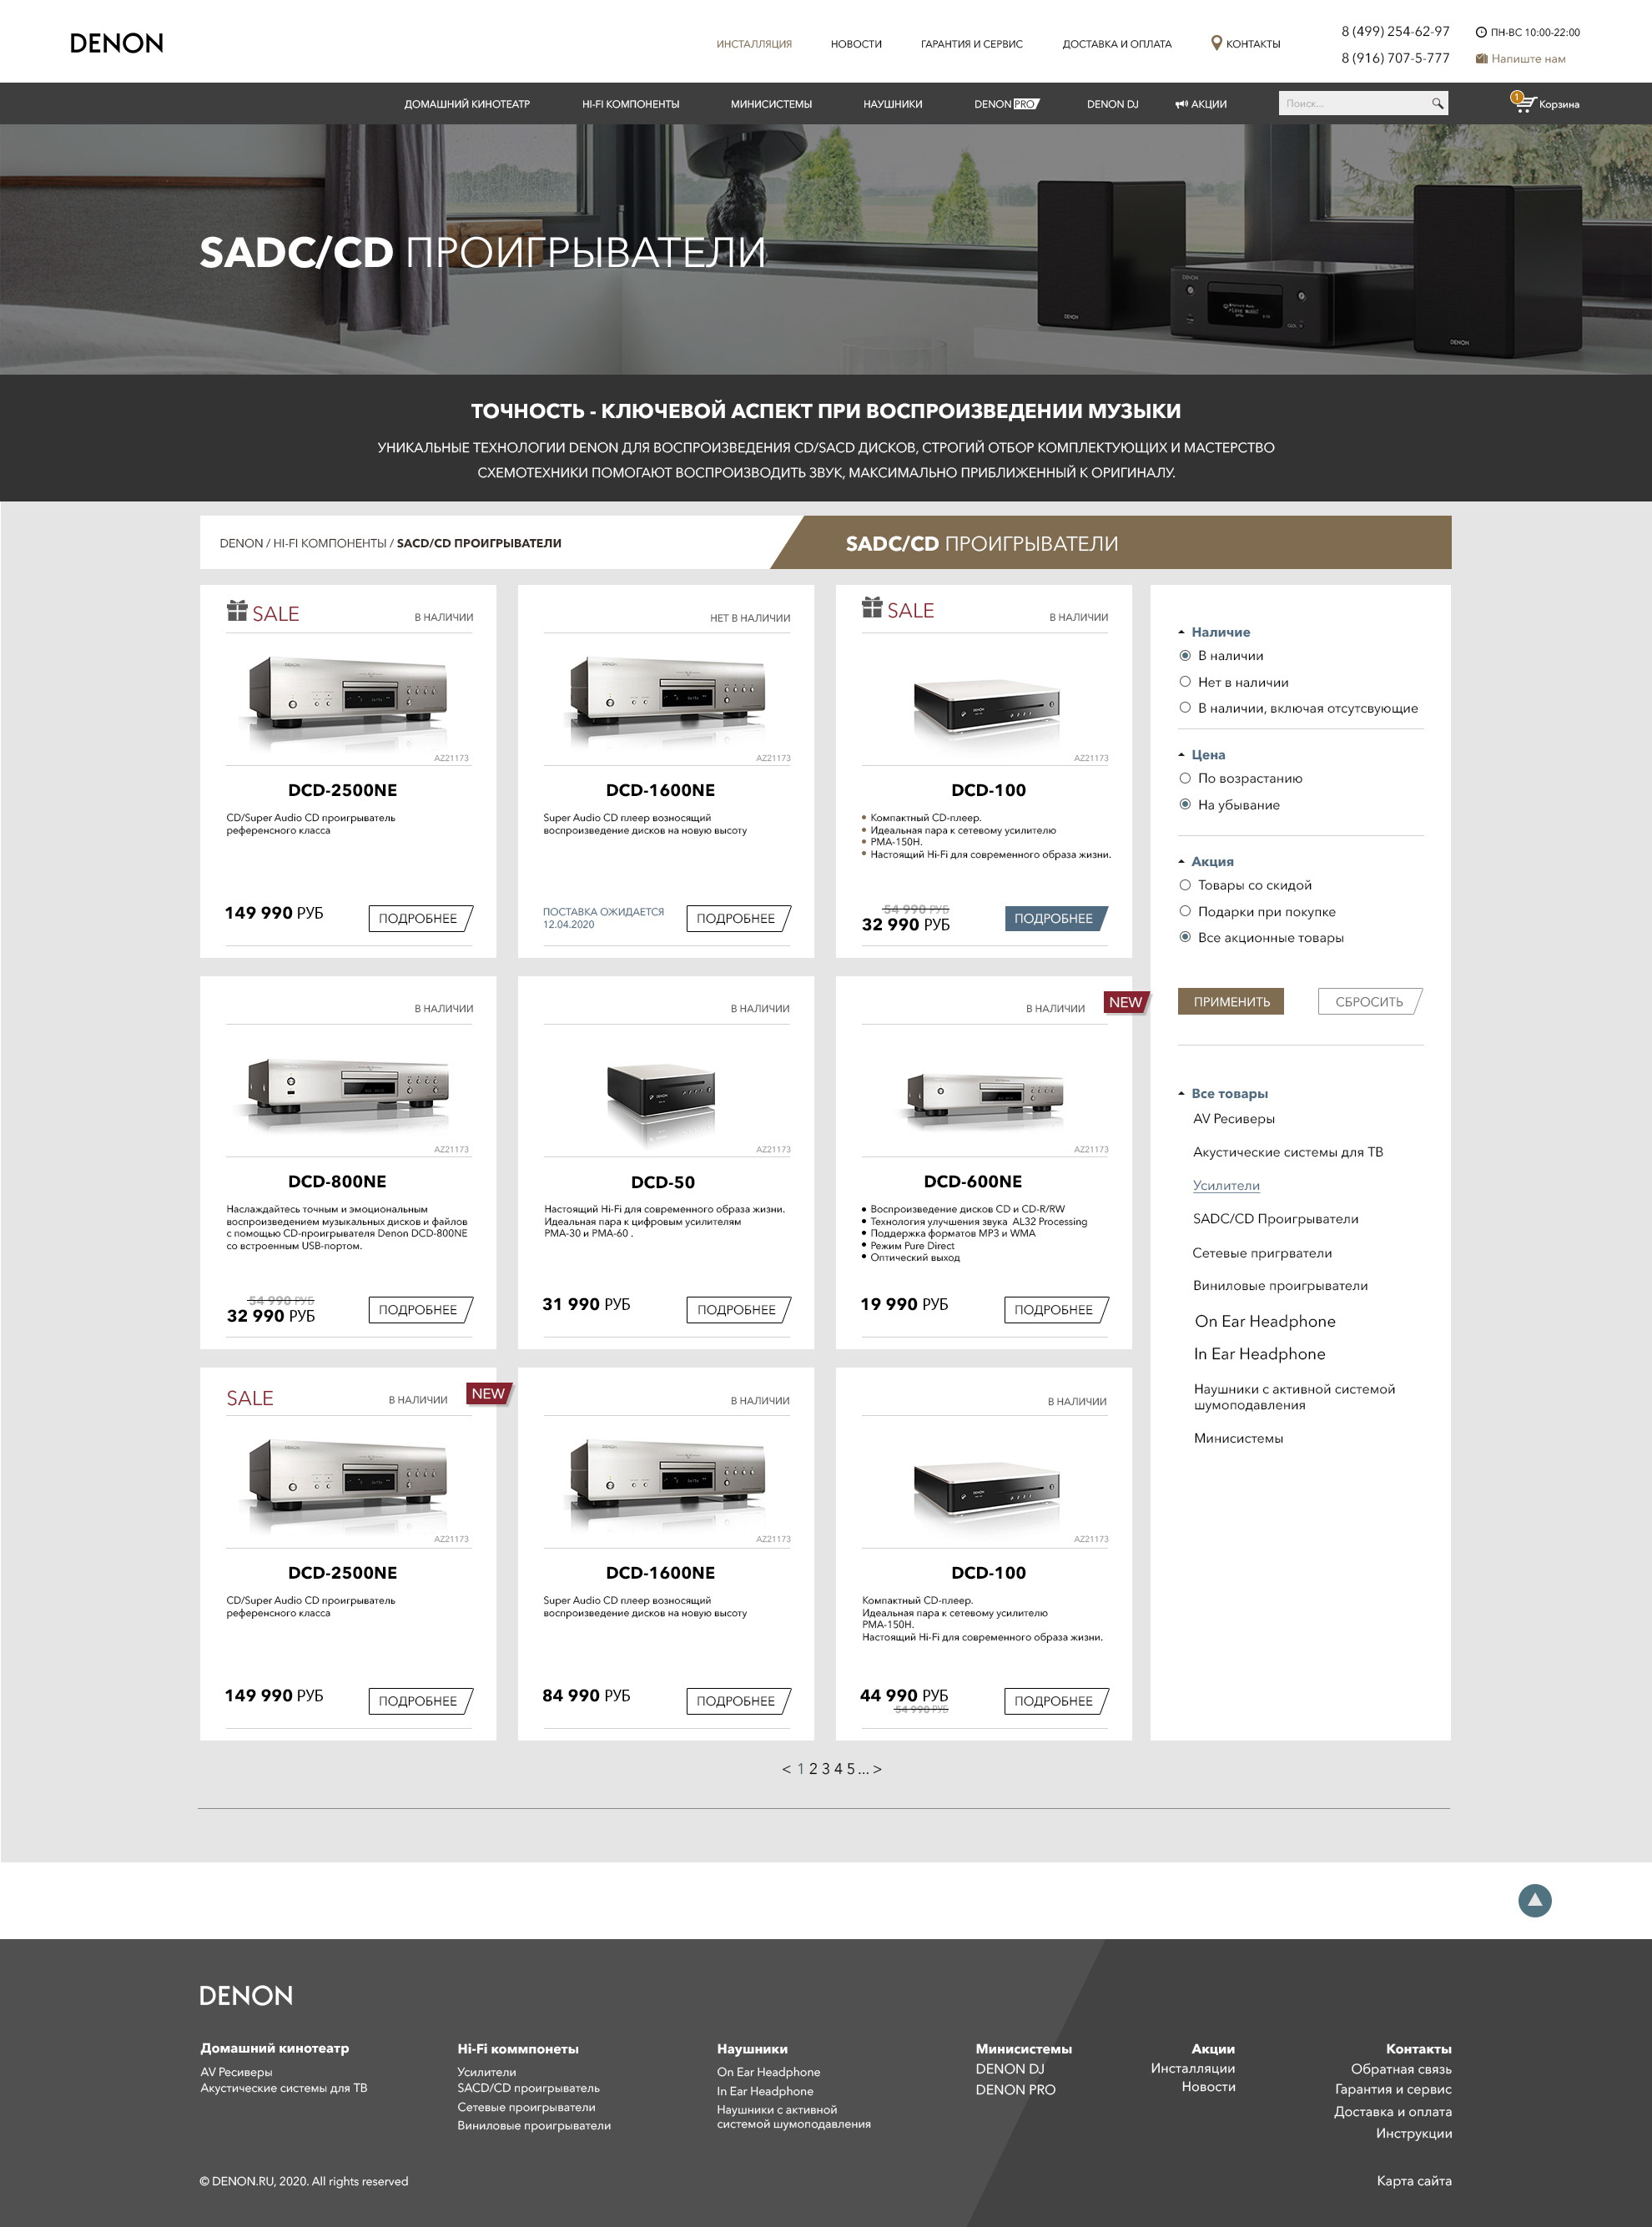 DENON
ИНСТАЛЛЯЦИЯ
НОВОСТИ
ГАРАНТИЯ И СЕРВИС
ДОСТАВКА И ОПЛАТА
КОНТАКТЫ
8 (499) 254-62-97
8 (916) 707-5-777
ПН-ВС 10:00-22:00
Напиште нам
ДОМАШНИЙ КИНОТЕАТР
HI-FI КОМПОНЕНТЫ
МИНИСИСТЕМЫ
НАУШНИКИ
DENON PRO
DENON DJ
АКЦИИ
Поиск...
1
Корзина
SADC/CD ПРОИГРЫВАТЕЛИ
ТОЧНОСТЬ - КЛЮЧЕВОЙ АСПЕКТ ПРИ ВОСПРОИЗВЕДЕНИИ МУЗЫКИ
УНИКАЛЬНЫЕ ТЕХНОЛОГИИ DENON ДЛЯ ВОСПРОИЗВЕДЕНИЯ CD/SACD ДИСКОВ, СТРОГИЙ ОТБОР КОМПЛЕКТУЮЩИХ И МАСТЕРСТВО
СХЕМОТЕХНИКИ ПОМОГАЮТ ВОСПРОИЗВОДИТЬ ЗВУК, МАКСИМАЛЬНО ПРИБЛИЖЕННЫЙ К ОРИГИНАЛУ.
DENON / HI-FI КОМПОНЕНТЫ / SACD/CD ПРОИГРЫВАТЕЛИ
SADC/CD ПРОИГРЫВАТЕЛИ
SALE
В НАЛИЧИИ
AZ21173
DCD-2500NE
CD/Super Audio CD проигрыватель
референсного класса
149 990 РУБ
ПОДРОБНЕЕ
НЕТ В НАЛИЧИИ
AZ21173
DCD-1600NE
Super Audio CD плеер возносящий
воспроизведение дисков на новую высоту
ПОСТАВКА ОЖИДАЕТСЯ
12.04.2020
ПОДРОБНЕЕ
SALE
В НАЛИЧИИ
AZ21173
DCD-100
Компактный CD-плеер.
Идеальная пара к сетевому усилителю
PMA-150H.
Настоящий Hi-Fi для современного образа жизни.
54 990 РУБ
32 990 РУБ
ПОДРОБНЕЕ
В НАЛИЧИИ
AZ21173
DCD-800NE
Наслаждайтесь точным и эмоциональным
воспроизведением музыкальных дисков и файлов
с помощью CD-проигрывателя Denon DCD-800NE
со встроенным USB-портом.
54 990 РУБ
32 990 РУБ
ПОДРОБНЕЕ
В НАЛИЧИИ
AZ21173
DCD-50
Настоящий Hi-Fi для современного образа жизни.
Идеальная пара к цифровым усилителям
PMA-30 и PMA-60 .
31 990 РУБ
ПОДРОБНЕЕ
В НАЛИЧИИ
NEW
AZ21173
DCD-600NE
Воспроизведение дисков CD и CD-R/RW
Технология улучшения звука AL32 Processing
Поддержка форматов MP3 и WMA
Режим Pure Direct
Оптический выход
19 990 РУБ
ПОДРОБНЕЕ
SALE
В НАЛИЧИИ
NEW
AZ21173
DCD-2500NE
CD/Super Audio CD проигрыватель
референсного класса
149 990 РУБ
ПОДРОБНЕЕ
В НАЛИЧИИ
AZ21173
DCD-1600NE
Super Audio CD плеер возносящий
воспроизведение дисков на новую высоту
84 990 РУБ
ПОДРОБНЕЕ
В НАЛИЧИИ
AZ21173
DCD-100
Компактный CD-плеер.
Идеальная пара к сетевому усилителю
PMA-150H.
Настоящий Hi-Fi для современного образа жизни.
44 990 РУБ
54 990 РУБ
ПОДРОБНЕЕ
Наличие
В наличии
Нет в наличии
В наличии, включая отсутсвующие
Цена
По возрастанию
На убывание
Акция
Товары со скидой
Подарки при покупке
Все акционные товары
ПРИМЕНИТЬ
СБРОСИТЬ
Все товары
AV Ресиверы
Акустические системы для ТВ
Усилители
SADC/CD Проигрыватели
Сетевые пригрватели
Виниловые проигрыватели
On Ear Headphone
In Ear Headphone
Наушники с активной системой
шумоподавления
Минисистемы
< 1 2 3 4 5 ... >
DENON
Домашний кинотеатр
AV Ресиверы
Акустические системы для ТВ
Hi-Fi коммпонеты
Усилители
SACD/CD проигрыватель
Сетевые проигрыватели
Виниловые проигрыватели
Наушники
On Ear Headphone
In Ear Headphone
Наушники с активной
системой шумоподавления
Минисистемы
DENON DJ
DENON PRO
Акции
Инсталляции
Новости
Контакты
Обратная связь
Гарантия и сервис
Доставка и оплата
Инструкции
© DENON.RU, 2020. All rights reserved
Карта сайта